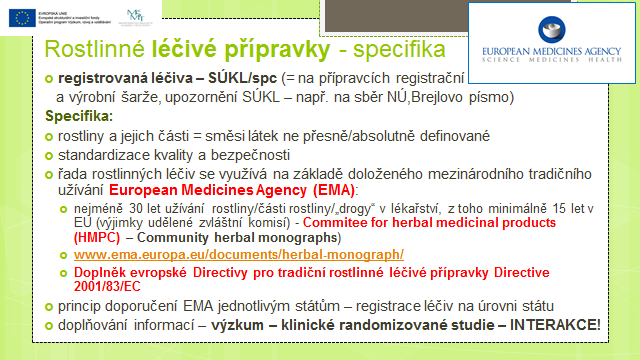 EVROPSKÁ UNIE
Evropské strukturální a investiční fondy
Operační program Výzkum, vývoj a vzdělávání
EUROPEAN MEDICINES AGENCY
SCIENCE MEDICINES HEALTH
Rostlinné léčivé přípravky - specifika
registrovaná léčiva – SÚKL/spc (= na přípravcích registrační
a výrobní šarže, upozornění SÚKL – např. na sběr NÚ,Brejlovo písmo)
Specifika:
rostliny a jejich části = směsi látek ne přesně/absolutně definované
standardizace kvality a bezpečnosti
řada rostlinných léčiv se využívá na základě doloženého mezinárodního tradičního
užívání European Medicines Agency (EMA):
nejméně 30 let užívání rostliny/části rostliny/„drogy“ v lékařství, z toho minimálně 15 let v
EU (výjimky udělené zvláštní komisí) - Commitee for herbal medicinal products
(HMPC) – Community herbal monographs)
www.ema.europa.eu/documents/herbal-monograph/
Doplněk evropské Directivy pro tradiční rostlinné léčivé přípravky Directive
2001/83/EC
princip doporučení EMA jednotlivým státům – registrace léčiv na úrovni státu
doplňování informací – výzkum – klinické randomizované studie – INTERAKCE!